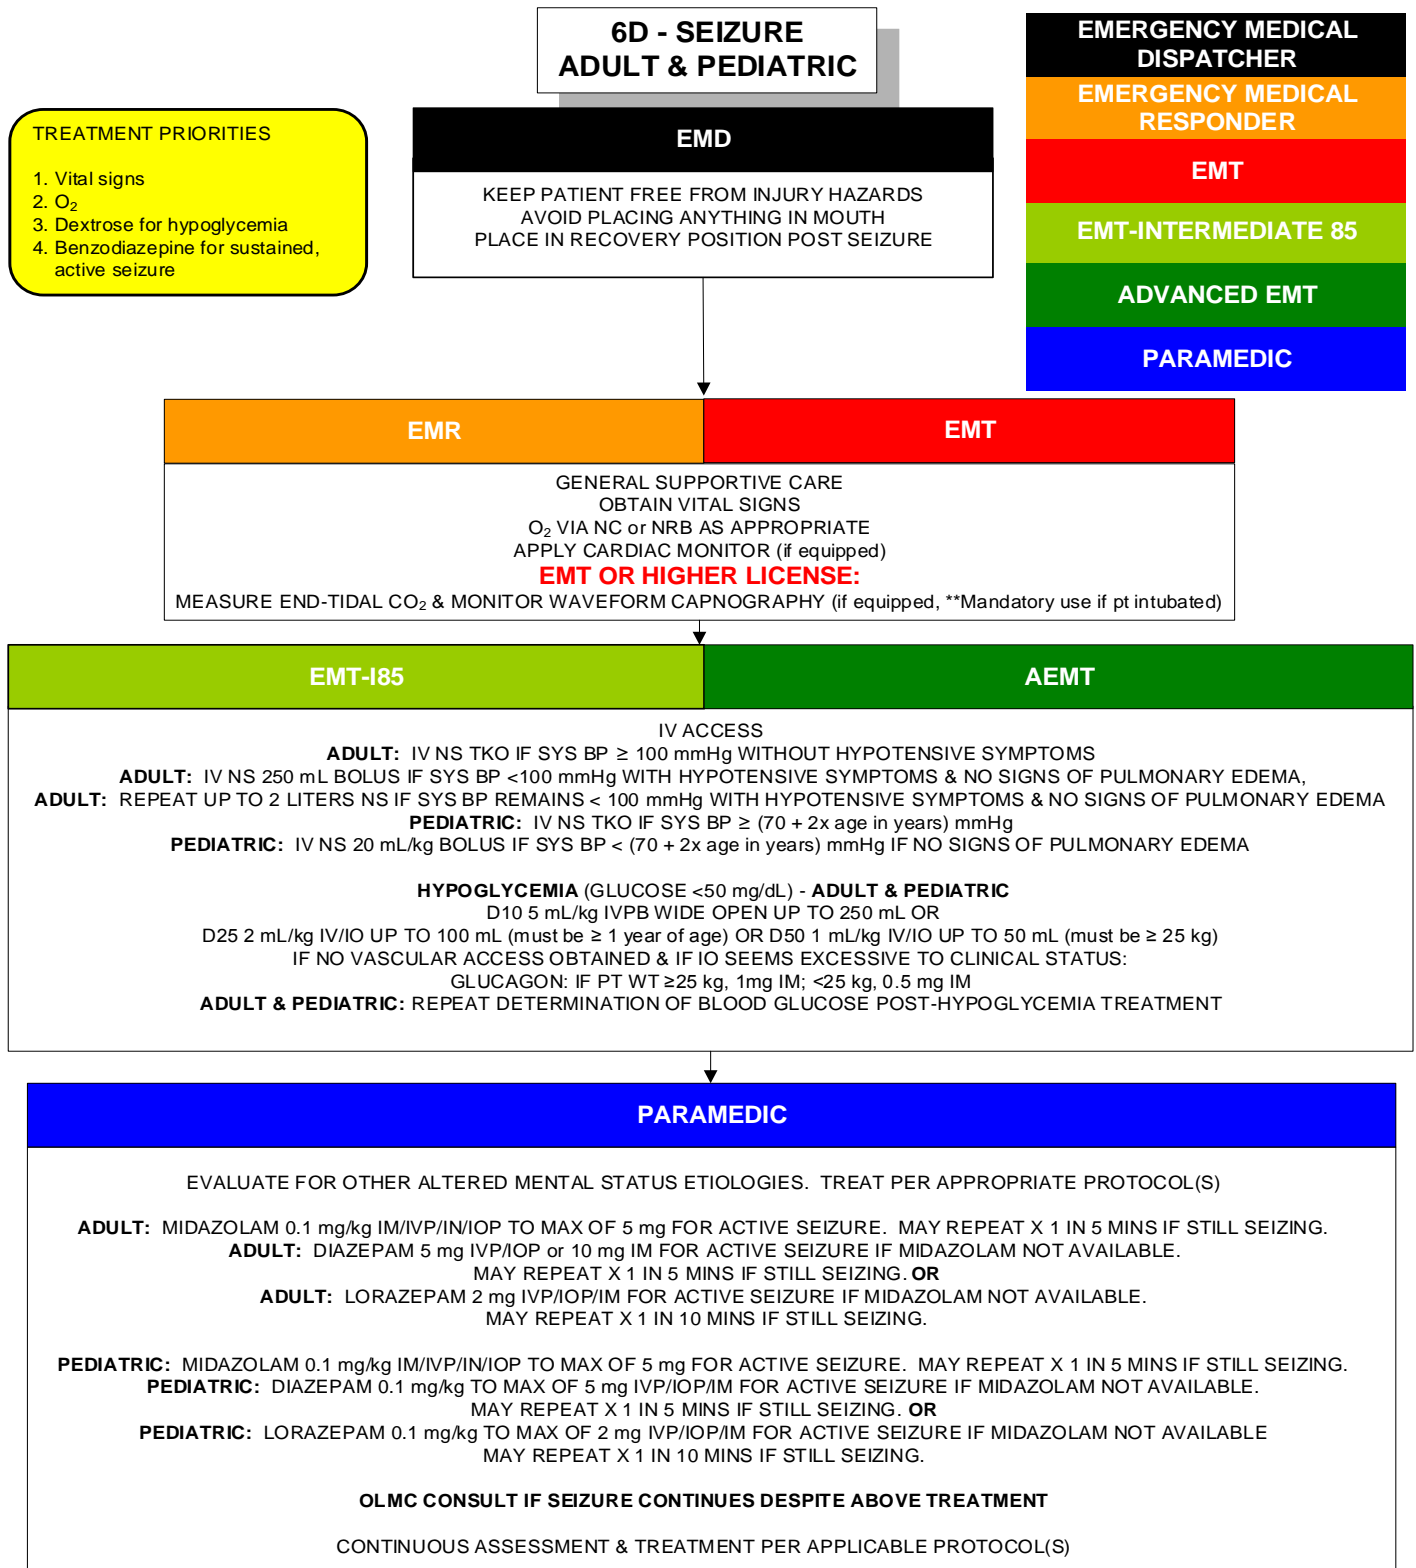 6D - SEIZURE
ADULT & PEDIATRIC
EMERGENCY MEDICAL
DISPATCHER
EMERGENCY MEDICAL
RESPONDER
EMT
EMT-INTERMEDIATE 85
ADVANCED EMT
PARAMEDIC
TREATMENT PRIORITIES
1. Vital signs
2. O₂
3. Dextrose for hypoglycemia
4. Benzodiazepine for sustained,
active seizure
EMD
KEEP PATIENT FREE FROM INJURY HAZARDS
AVOID PLACING ANYTHING IN MOUTH
PLACE IN RECOVERY POSITION POST SEIZURE
EMR
EMT
GENERAL SUPPORTIVE CARE
OBTAIN VITAL SIGNS
O₂ VIA NC or NRB AS APPROPRIATE
APPLY CARDIAC MONITOR (if equipped)
EMT OR HIGHER LICENSE:
MEASURE END-TIDAL CO₂ & MONITOR WAVEFORM CAPNOGRAPHY (if equipped, **Mandatory use if pt intubated)
EMT-I85
AEMT
IV ACCESS
ADULT: IV NS TKO IF SYS BP ≥ 100 mmHg WITHOUT HYPOTENSIVE SYMPTOMS
ADULT: IV NS 250 mL BOLUS IF SYS BP <100 mmHg WITH HYPOTENSIVE SYMPTOMS & NO SIGNS OF PULMONARY EDEMA,
ADULT: REPEAT UP TO 2 LITERS NS IF SYS BP REMAINS < 100 mmHg WITH HYPOTENSIVE SYMPTOMS & NO SIGNS OF PULMONARY EDEMA
PEDIATRIC: IV NS TKO IF SYS BP ≥ (70 + 2x age in years) mmHg
PEDIATRIC: IV NS 20 mL/kg BOLUS IF SYS BP < (70 + 2x age in years) mmHg IF NO SIGNS OF PULMONARY EDEMA
HYPOGLYCEMIA (GLUCOSE <50 mg/dL) - ADULT & PEDIATRIC
D10 5 mL/kg IVPB WIDE OPEN UP TO 250 mL OR
D25 2 mL/kg IV/IO UP TO 100 mL (must be ≥ 1 year of age) OR D50 1 mL/kg IV/IO UP TO 50 mL (must be ≥ 25 kg)
IF NO VASCULAR ACCESS OBTAINED & IF IO SEEMS EXCESSIVE TO CLINICAL STATUS:
GLUCAGON: IF PT WT ≥25 kg, 1mg IM; <25 kg, 0.5 mg IM
ADULT & PEDIATRIC: REPEAT DETERMINATION OF BLOOD GLUCOSE POST-HYPOGLYCEMIA TREATMENT
PARAMEDIC
EVALUATE FOR OTHER ALTERED MENTAL STATUS ETIOLOGIES. TREAT PER APPROPRIATE PROTOCOL(S)
ADULT: MIDAZOLAM 0.1 mg/kg IM/IVP/IN/IOP TO MAX OF 5 mg FOR ACTIVE SEIZURE. MAY REPEAT X 1 IN 5 MINS IF STILL SEIZING.
ADULT: DIAZEPAM 5 mg IVP/IOP or 10 mg IM FOR ACTIVE SEIZURE IF MIDAZOLAM NOT AVAILABLE.
MAY REPEAT X 1 IN 5 MINS IF STILL SEIZING. OR
ADULT: LORAZEPAM 2 mg IVP/IOP/IM FOR ACTIVE SEIZURE IF MIDAZOLAM NOT AVAILABLE.
MAY REPEAT X 1 IN 10 MINS IF STILL SEIZING.
PEDIATRIC: MIDAZOLAM 0.1 mg/kg IM/IVP/IN/IOP TO MAX OF 5 mg FOR ACTIVE SEIZURE. MAY REPEAT X 1 IN 5 MINS IF STILL SEIZING.
PEDIATRIC: DIAZEPAM 0.1 mg/kg TO MAX OF 5 mg IVP/IOP/IM FOR ACTIVE SEIZURE IF MIDAZOLAM NOT AVAILABLE.
MAY REPEAT X 1 IN 5 MINS IF STILL SEIZING. OR
PEDIATRIC: LORAZEPAM 0.1 mg/kg TO MAX OF 2 mg IVP/IOP/IM FOR ACTIVE SEIZURE IF MIDAZOLAM NOT AVAILABLE
MAY REPEAT X 1 IN 10 MINS IF STILL SEIZING.
OLMC CONSULT IF SEIZURE CONTINUES DESPITE ABOVE TREATMENT
CONTINUOUS ASSESSMENT & TREATMENT PER APPLICABLE PROTOCOL(S)